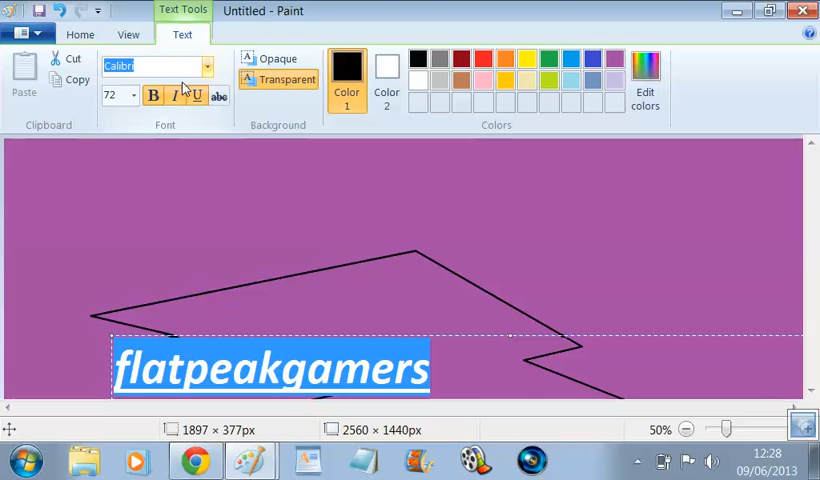 Text Tools
Untitled - Paint
Home
View
Text
Paste
Cut
Copy
Clipboard
Calibri
72
B I U abc
Font
Opaque
Transparent
Background
Color 1
Color 2
Edit colors
Colors
flatpeakgamers
1897 × 377px
2560 × 1440px
50%
12:28
09/06/2013